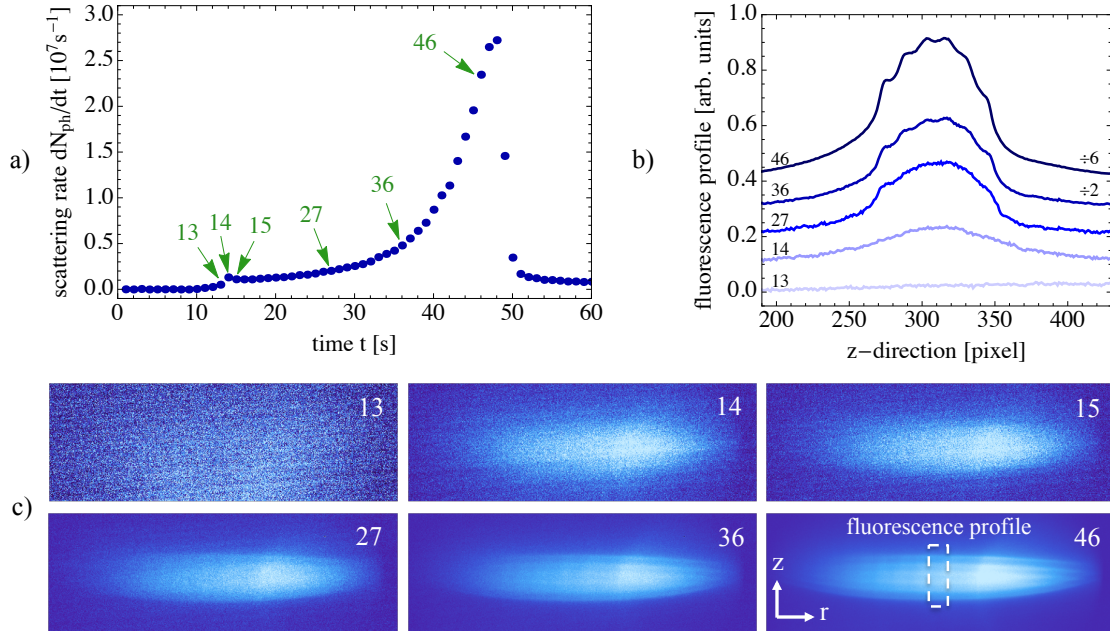 a)
scattering rate dN_ph/dt [10^7 s^-1]
3.0
2.5
2.0
1.5
1.0
0.5
0.0
46
36
27
14
15
13
0 10 20 30 40 50 60
time t [s]
b)
fluorescence profile [arb. units]
1.0
0.8
0.6
0.4
0.2
0.0
46 ÷6
36 ÷2
27
14
13
200 250 300 350 400
z−direction [pixel]
c)
13 14 15
27 36 46
fluorescence profile
z
r